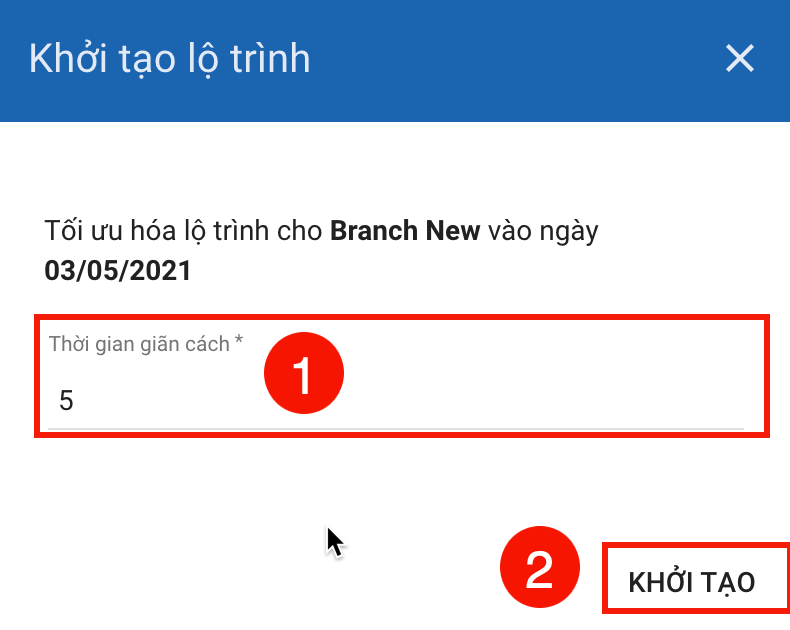 Khởi tạo lộ trình
Tối ưu hóa lộ trình cho Branch New vào ngày
03/05/2021
Thời gian giãn cách *
1
5
2
KHỞI TẠO